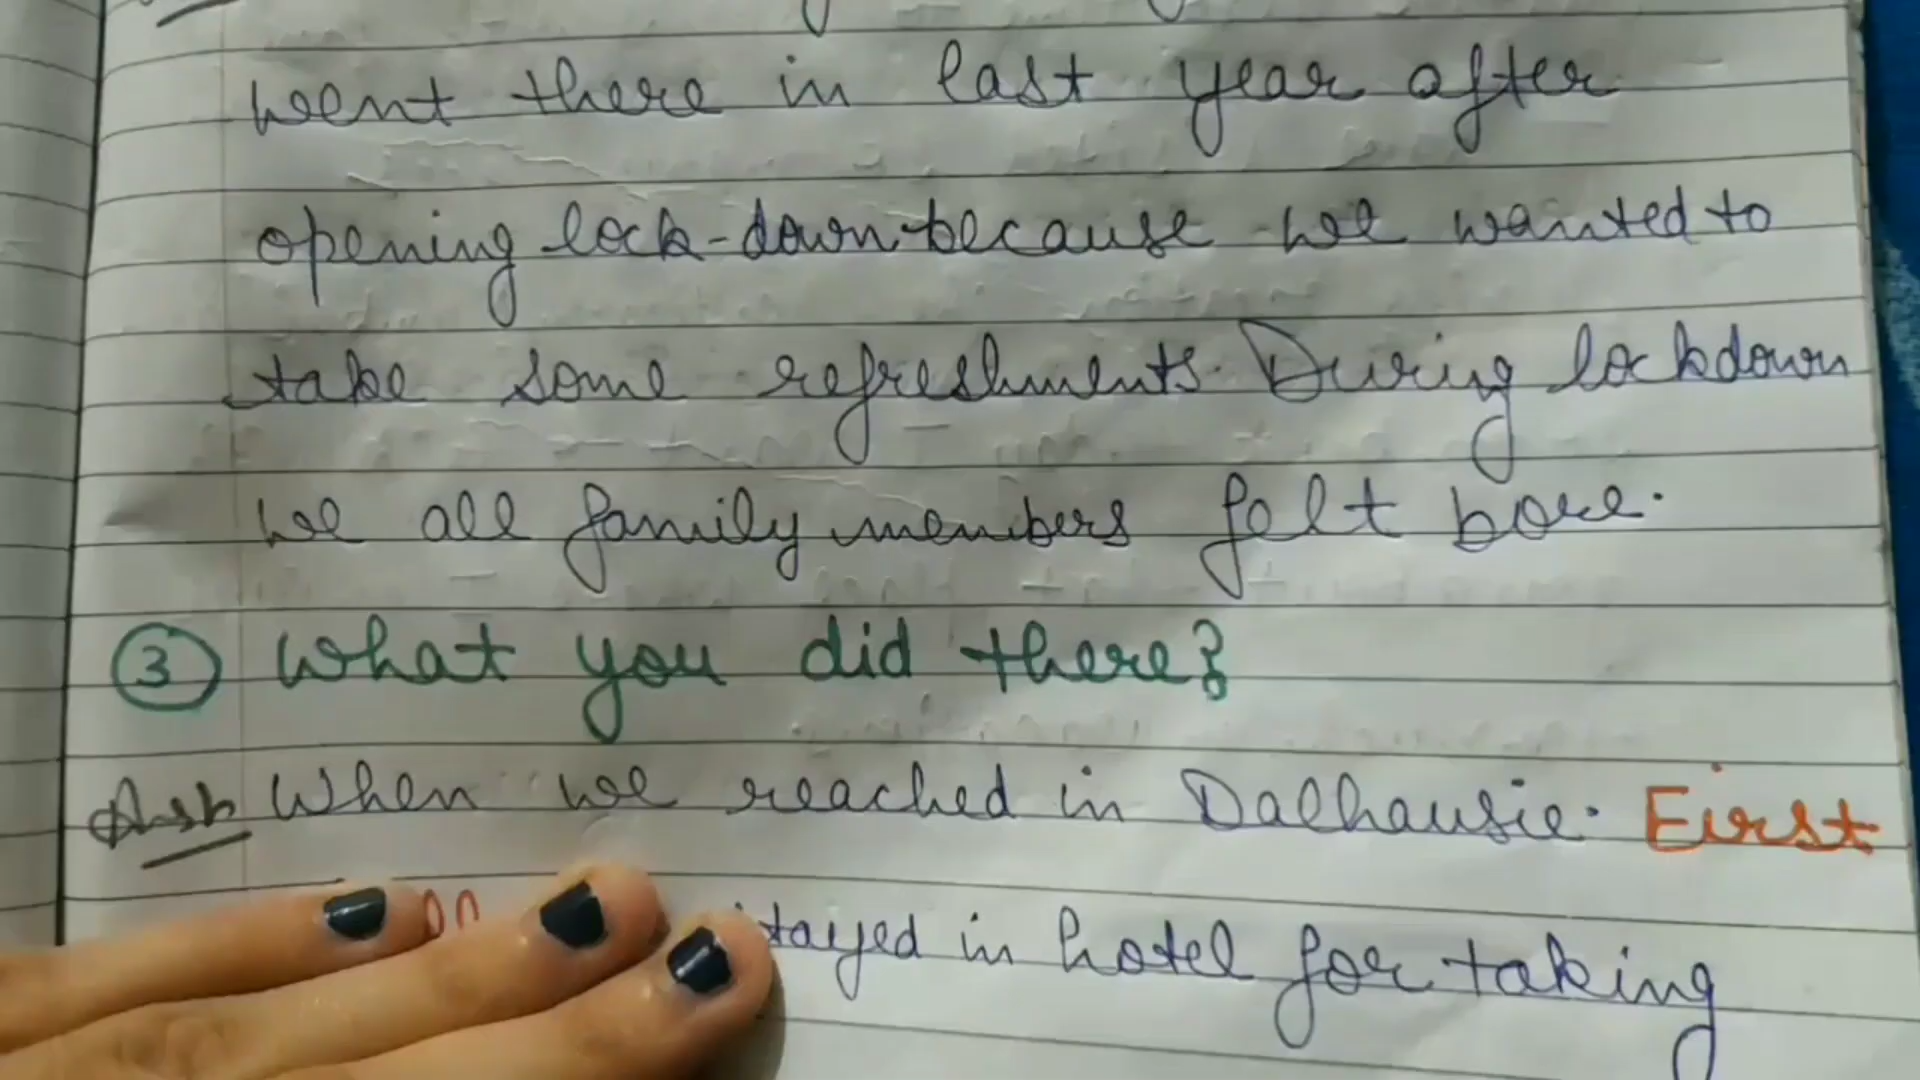 went there in last year after
opening lock-down because we wanted to
take some refreshments. During lockdown
we all family members felt bore.
3 What you did there?
Ans When we reached in Dalhausie. First
stayed in hotel for taking